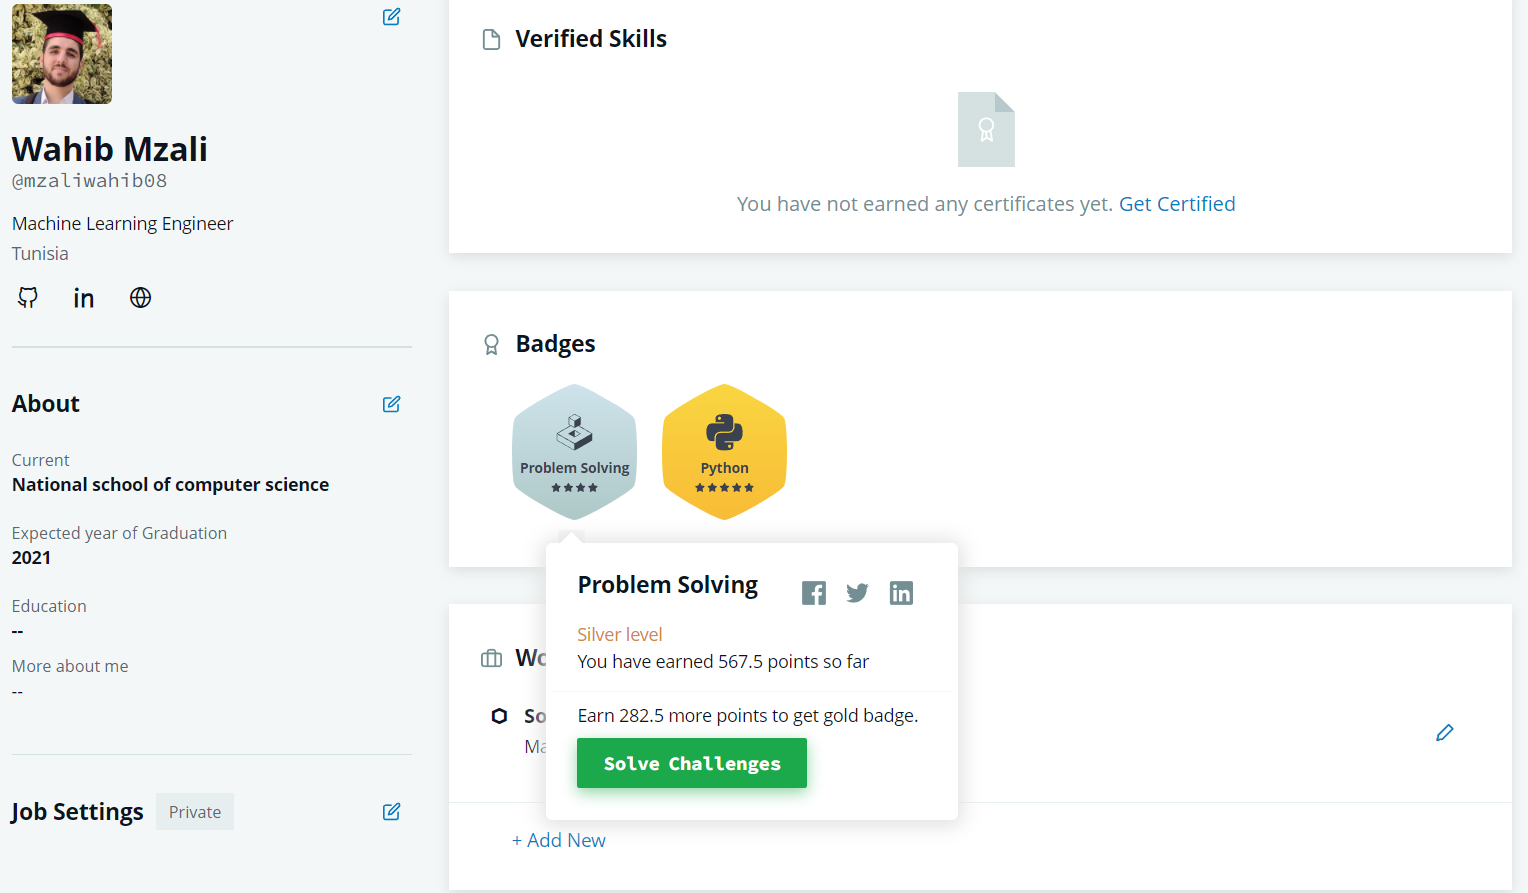 Wahib Mzali
@mzaliwahib08
Machine Learning Engineer
Tunisia
in
About
Current
National school of computer science
Expected year of Graduation
2021
Education
--
More about me
--
Job Settings
Private
Verified Skills
You have not earned any certificates yet. Get Certified
Badges
Problem Solving
Python
Problem Solving
Silver level
You have earned 567.5 points so far
Earn 282.5 more points to get gold badge.
Solve Challenges
+ Add New